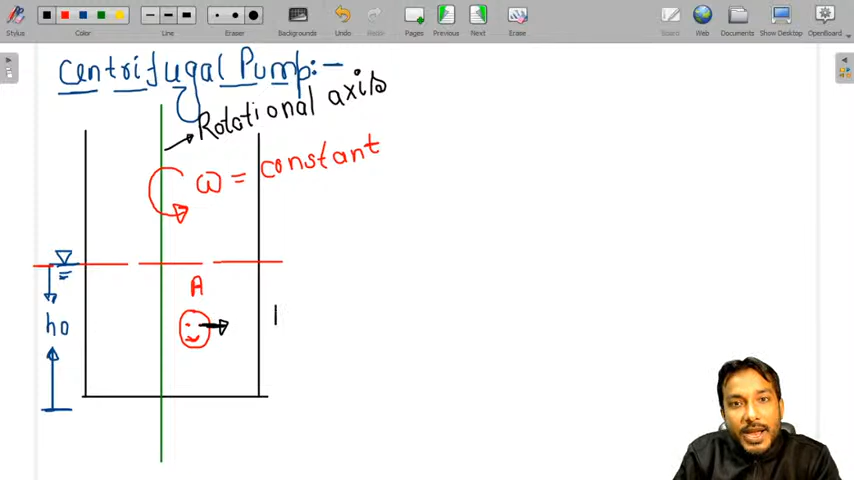 Stylus
Color
Line
Eraser
Backgrounds
Undo
Redo
Pages
Previous
Next
Erase
Board
Web
Documents
Show Desktop
OpenBoard
Centrifugal Pump:-
Rotational axis
ω = constant
A
h0